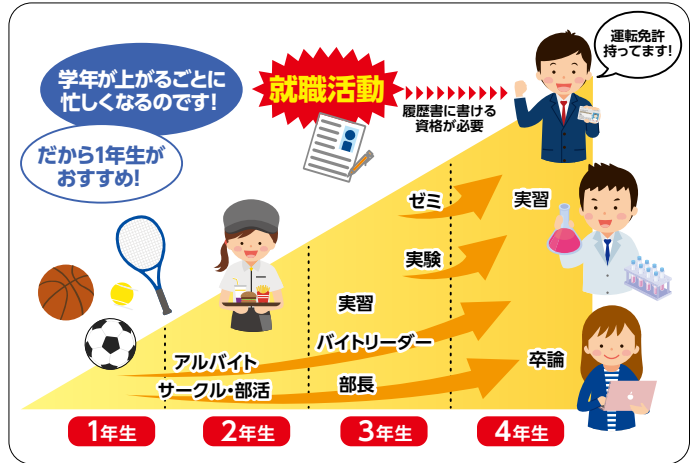 学年が上がるごとに
忙しくなるのです!
だから1年生が
おすすめ!
就職活動
履歴書に書ける
資格が必要
運転免許
持ってます!
ゼミ
実習
実験
実習
バイトリーダー
アルバイト
サークル・部活
部長
卒論
1年生
2年生
3年生
4年生